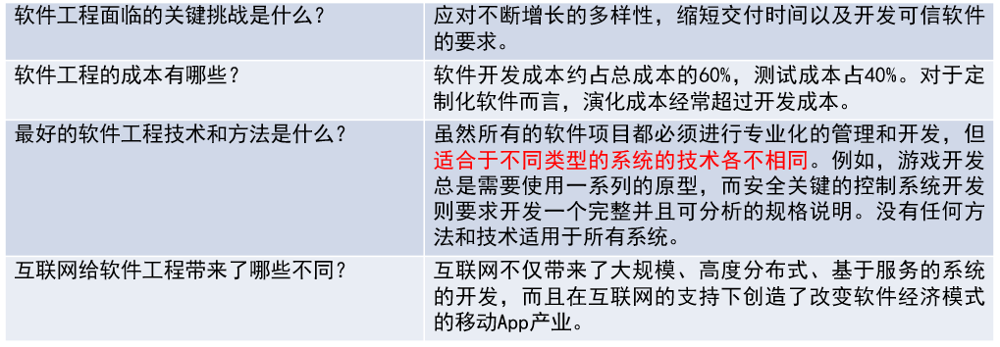 软件工程面临的关键挑战是什么？
应对不断增长的多样性，缩短交付时间以及开发可信软件
的要求。
软件工程的成本有哪些？
软件开发成本约占总成本的60%，测试成本占40%。对于定
制化软件而言，演化成本经常超过开发成本。
最好的软件工程技术和方法是什么？
虽然所有的软件项目都必须进行专业化的管理和开发，但
适合于不同类型的系统的技术各不相同。例如，游戏开发
总是需要使用一系列的原型，而安全关键的控制系统开发
则要求开发一个完整并且可分析的规格说明。没有任何方
法和技术适用于所有系统。
互联网给软件工程带来了哪些不同？
互联网不仅带来了大规模、高度分布式、基于服务的系统
的开发，而且在互联网的支持下创造了改变软件经济模式
的移动App产业。